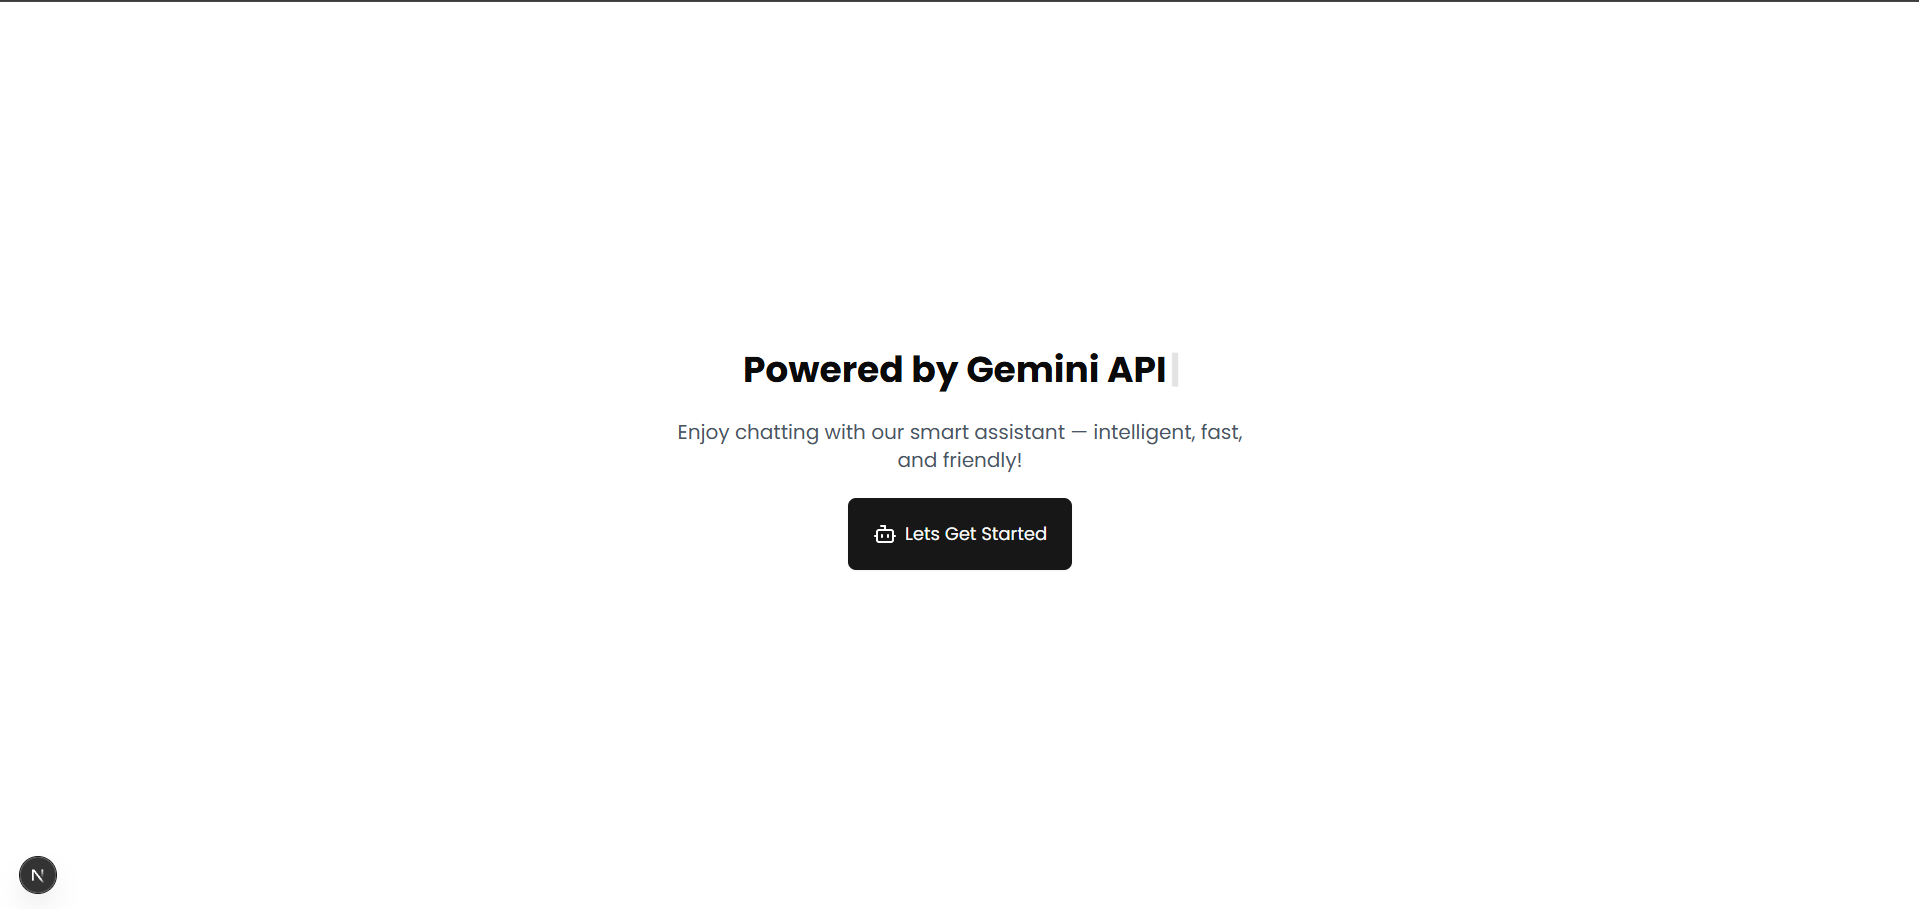 Powered by Gemini API
Enjoy chatting with our smart assistant — intelligent, fast,
and friendly!
Lets Get Started
N